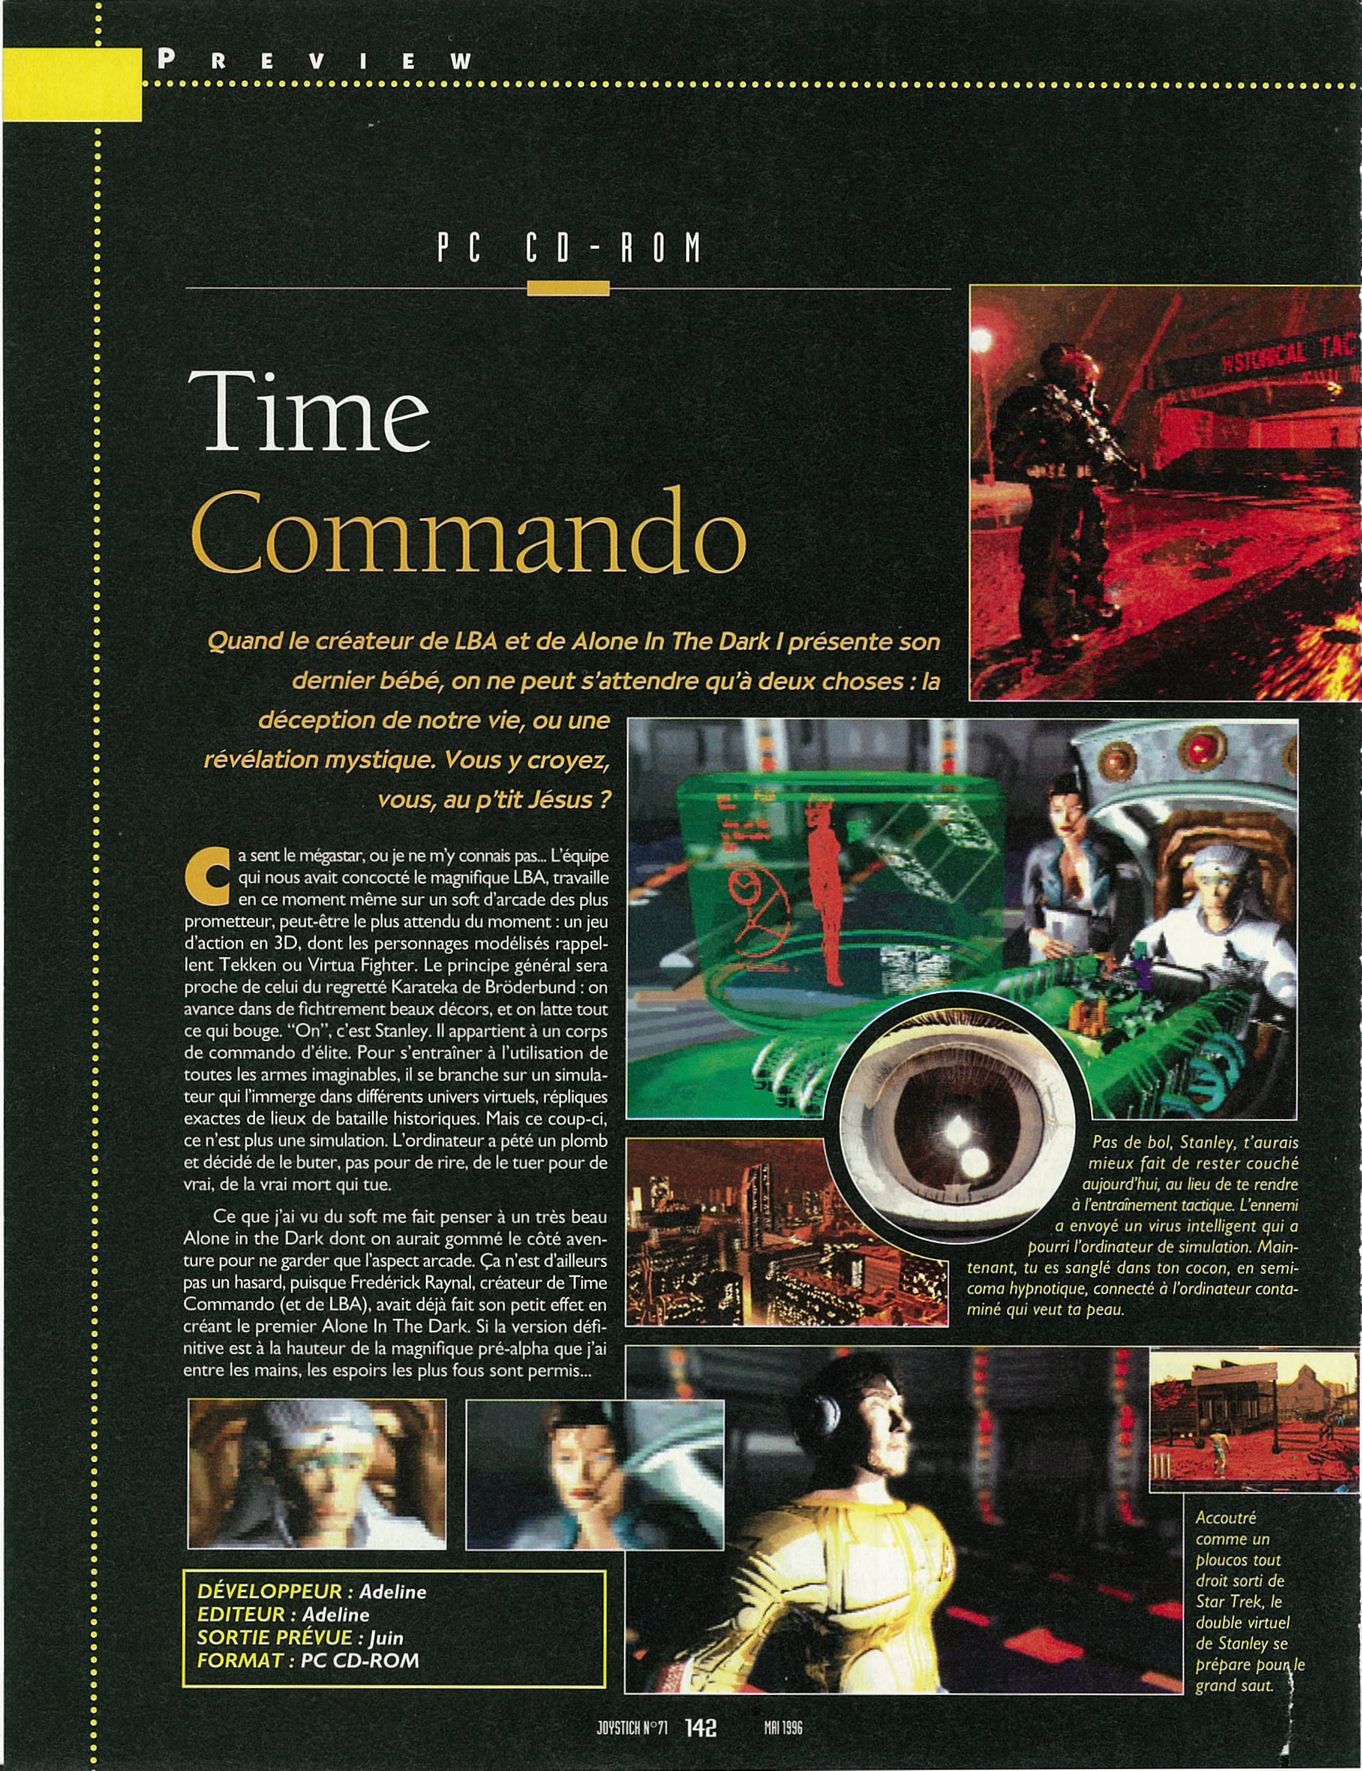 PREVIEW
PC CD-ROM
HISTORICAL TAC
Time
Commando
Quand le créateur de LBA et de Alone In The Dark I présente son
dernier bébé, on ne peut s'attendre qu'à deux choses : la
déception de notre vie, ou une
révélation mystique. Vous y croyez,
vous, au p'tit Jésus ?
Ca sent le mégastar, ou je ne m'y connais pas... L'équipe
qui nous avait concocté le magnifique LBA, travaille
en ce moment même sur un soft d'arcade des plus
prometteur, peut-être le plus attendu du moment : un jeu
d'action en 3D, dont les personnages modélisés rappel-
lent Tekken ou Virtua Fighter. Le principe général sera
proche de celui du regretté Karateka de Bröderbund : on
avance dans de fichtrement beaux décors, et on latte tout
ce qui bouge. "On", c'est Stanley. Il appartient à un corps
de commando d'élite. Pour s'entraîner à l'utilisation de
toutes les armes imaginables, il se branche sur un simula-
teur qui l'immerge dans différents univers virtuels, répliques
exactes de lieux de bataille historiques. Mais ce coup-ci,
ce n'est plus une simulation. L'ordinateur a pété un plomb
et décidé de le buter, pas pour de rire, de le tuer pour de
vrai, de la vrai mort qui tue.
Ce que j'ai vu du soft me fait penser à un très beau
Alone in the Dark dont on aurait gommé le côté aven-
ture pour ne garder que l'aspect arcade. Ça n'est d'ailleurs
pas un hasard, puisque Fredérick Raynal, créateur de Time
Commando (et de LBA), avait déjà fait son petit effet en
créant le premier Alone In The Dark. Si la version défi-
nitive est à la hauteur de la magnifique pré-alpha que j'ai
entre les mains, les espoirs les plus fous sont permis...
Pas de bol, Stanley, t'aurais
mieux fait de rester couché
aujourd'hui, au lieu de te rendre
à l'entraînement tactique. L'ennemi
a envoyé un virus intelligent qui a
pourri l'ordinateur de simulation. Main-
tenant, tu es sanglé dans ton cocon, en semi-
coma hypnotique, connecté à l'ordinateur conta-
miné qui veut ta peau.
Accoutré
comme un
ploucos tout
droit sorti de
Star Trek, le
double virtuel
de Stanley se
prépare pour le
grand saut.
DÉVELOPPEUR : Adeline
EDITEUR : Adeline
SORTIE PRÉVUE : Juin
FORMAT : PC CD-ROM
JOYSTICK N°71 142 MAI 1996